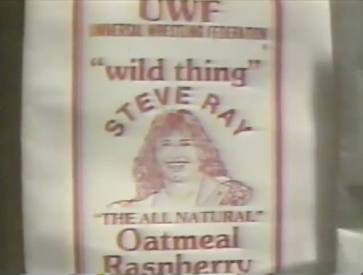 UWF
UNIVERSAL WRESTLING FEDERATION
"wild thing"
STEVE RAY
"THE ALL NATURAL"
Oatmeal
Raspberry